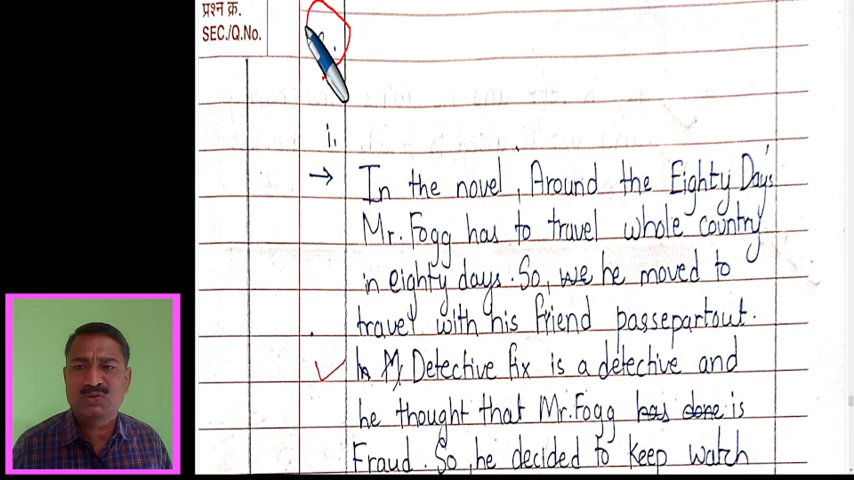 प्रश्न क्र.
SEC./Q.No.
i.
→ In the novel, Around the Eighty Day's
Mr. Fogg has to travel whole country
in eighty days. So, we he moved to
travel with his friend passepartout.
In M, Detective fix is a detective and
he thought that Mr. Fogg has done is
Fraud. So, he decided to keep watch